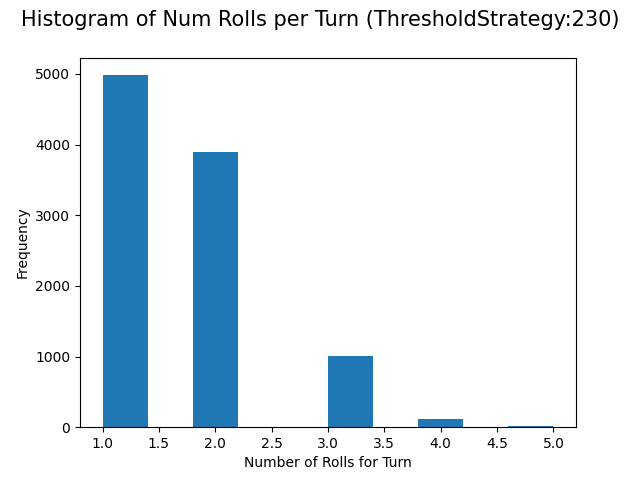 Histogram of Num Rolls per Turn (ThresholdStrategy:230)
5000
4000
3000
2000
1000
0
Frequency
1.0 1.5 2.0 2.5 3.0 3.5 4.0 4.5 5.0
Number of Rolls for Turn